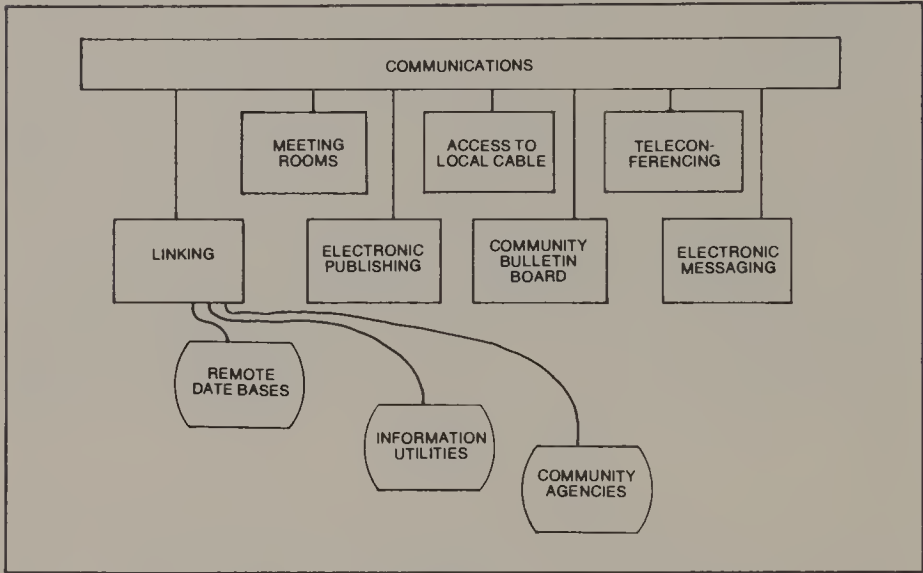 COMMUNICATIONS
MEETING
ROOMS
ACCESS TO
LOCAL CABLE
TELECON-
FERENCING
LINKING
ELECTRONIC
PUBLISHING
COMMUNITY
BULLETIN
BOARD
ELECTRONIC
MESSAGING
REMOTE
DATE BASES
INFORMATION
UTILITIES
COMMUNITY
AGENCIES